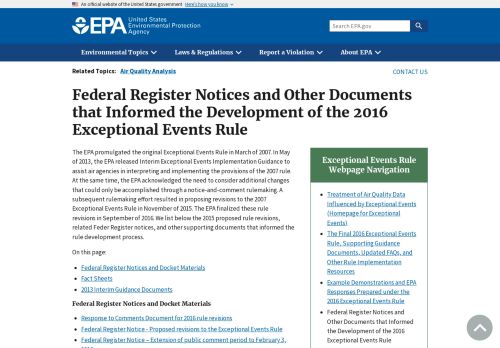 An official website of the United States government Here's how you know
EPA United States
Environmental Protection
Agency
Search EPA.gov
Environmental Topics
Laws & Regulations
Report a Violation
About EPA
Related Topics: Air Quality Analysis
CONTACT US
Federal Register Notices and Other Documents
that Informed the Development of the 2016
Exceptional Events Rule
The EPA promulgated the original Exceptional Events Rule in March of 2007. In May
of 2013, the EPA released Interim Exceptional Events Implementation Guidance to
assist air agencies in interpreting and implementing the provisions of the 2007 rule.
At the same time, the EPA acknowledged the need to consider additional changes
that could only be accomplished through a notice-and-comment rulemaking. A
subsequent rulemaking effort resulted in proposing revisions to the 2007
Exceptional Events Rule in November of 2015. The EPA finalized these rule
revisions in September of 2016. We list below the 2015 proposed rule revisions,
related Feder Register notices, and other supporting documents that informed the
rule development process.
On this page:
Federal Register Notices and Docket Materials
Fact Sheets
2013 Interim Guidance Documents
Federal Register Notices and Docket Materials
Response to Comments Document for 2016 rule revisions
Federal Register Notice - Proposed revisions to the Exceptional Events Rule
Federal Register Notice – Extension of public comment period to February 3,
Exceptional Events Rule
Webpage Navigation
Treatment of Air Quality Data
Influenced by Exceptional Events
(Homepage for Exceptional
Events)
The Final 2016 Exceptional Events
Rule, Supporting Guidance
Documents, Updated FAQs, and
Other Rule Implementation
Resources
Example Demonstrations and EPA
Responses Prepared under the
2016 Exceptional Events Rule
Federal Register Notices and
Other Documents that Informed
the Development of the 2016
Exceptional Events Rule